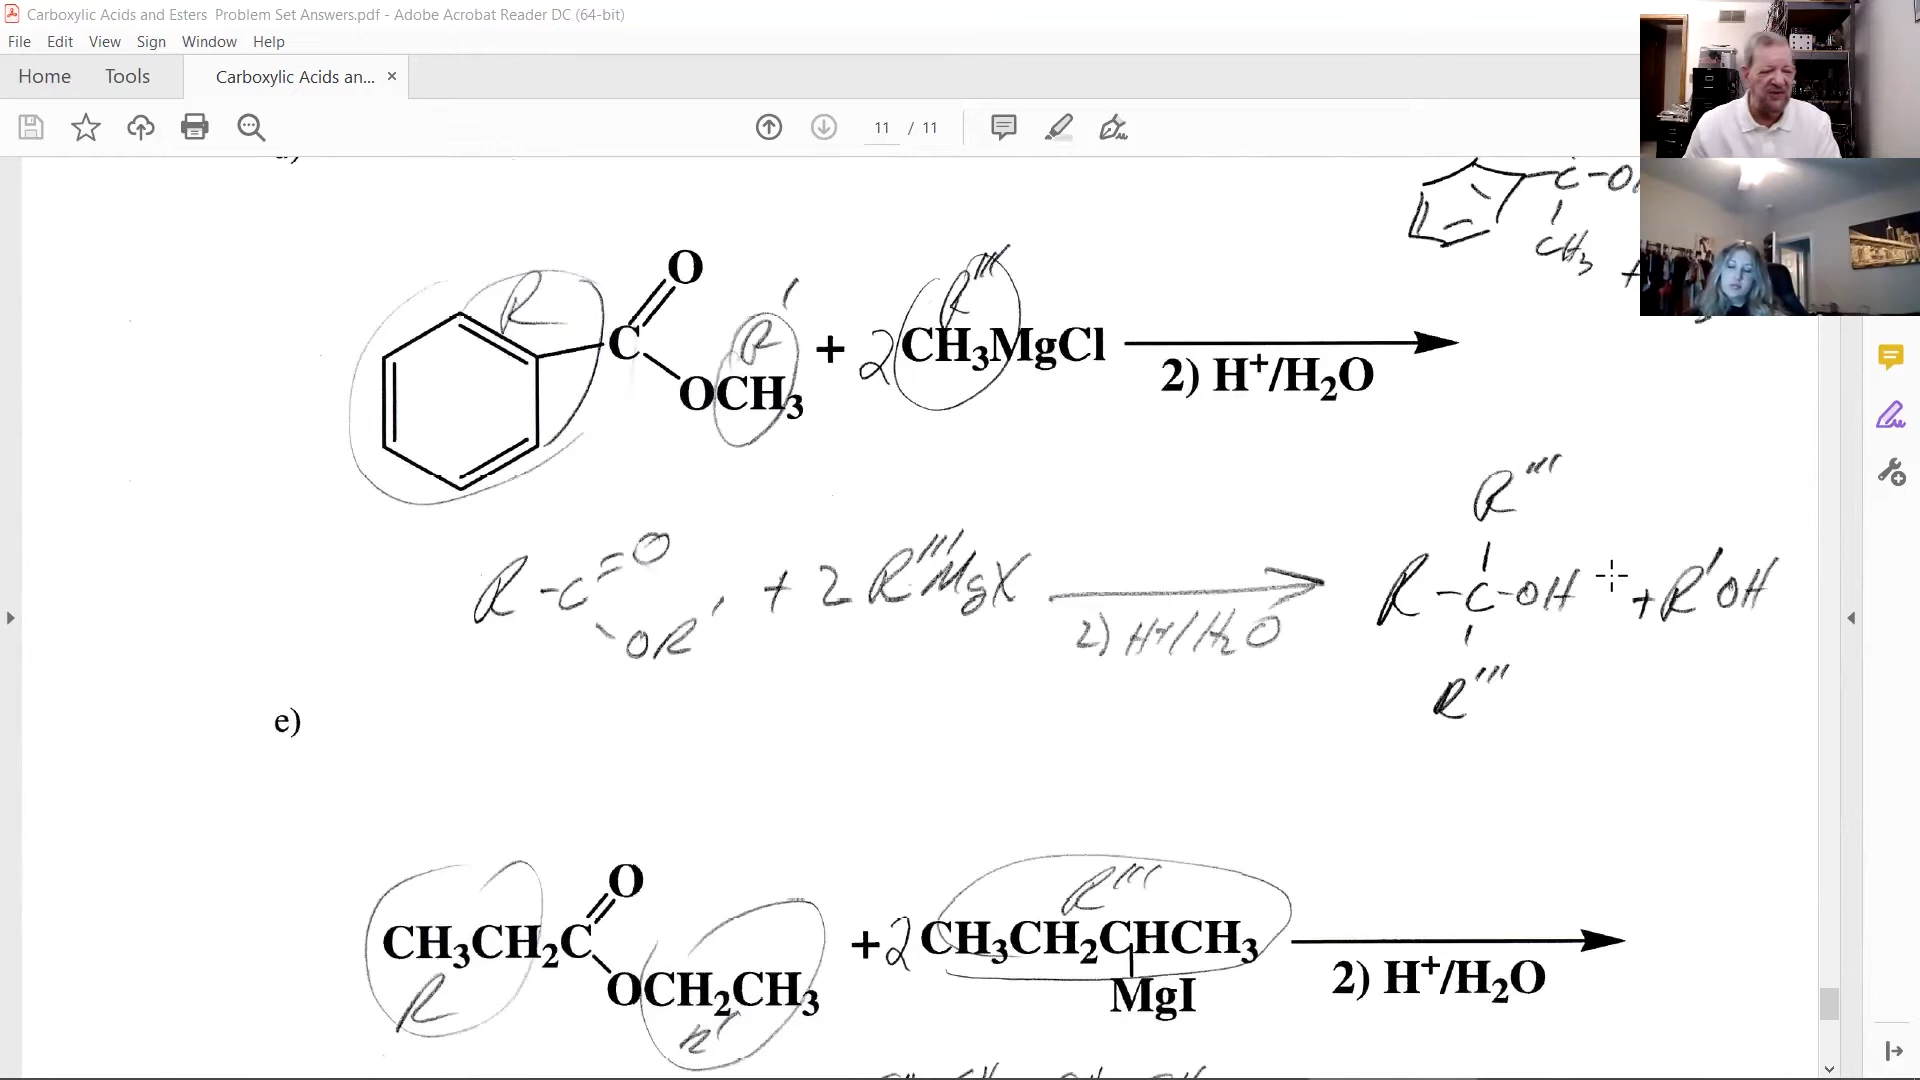 Carboxylic Acids and Esters  Problem Set Answers.pdf - Adobe Acrobat Reader DC (64-bit)
File Edit View Sign Window Help
Home Tools Carboxylic Acids an... ×
11 / 11
C-O
CH3 +
R R' R'''
O
C
OCH₃ + 2 CH₃MgCl
2) H⁺/H₂O
R'''
R-C=O + 2R'''MgX R-C-OH + R'OH
OR' 2) H+/H2O
R'''
e)
O R'''
CH₃CH₂C + 2 CH₃CH₂CHCH₃
OCH₂CH₃ MgI 2) H⁺/H₂O
R R'